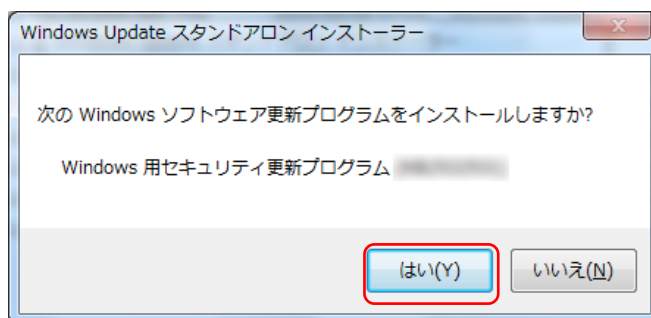 Windows Update スタンドアロン インストーラー
次の Windows ソフトウェア更新プログラムをインストールしますか?
Windows 用セキュリティ更新プログラム
はい(Y)
いいえ(N)